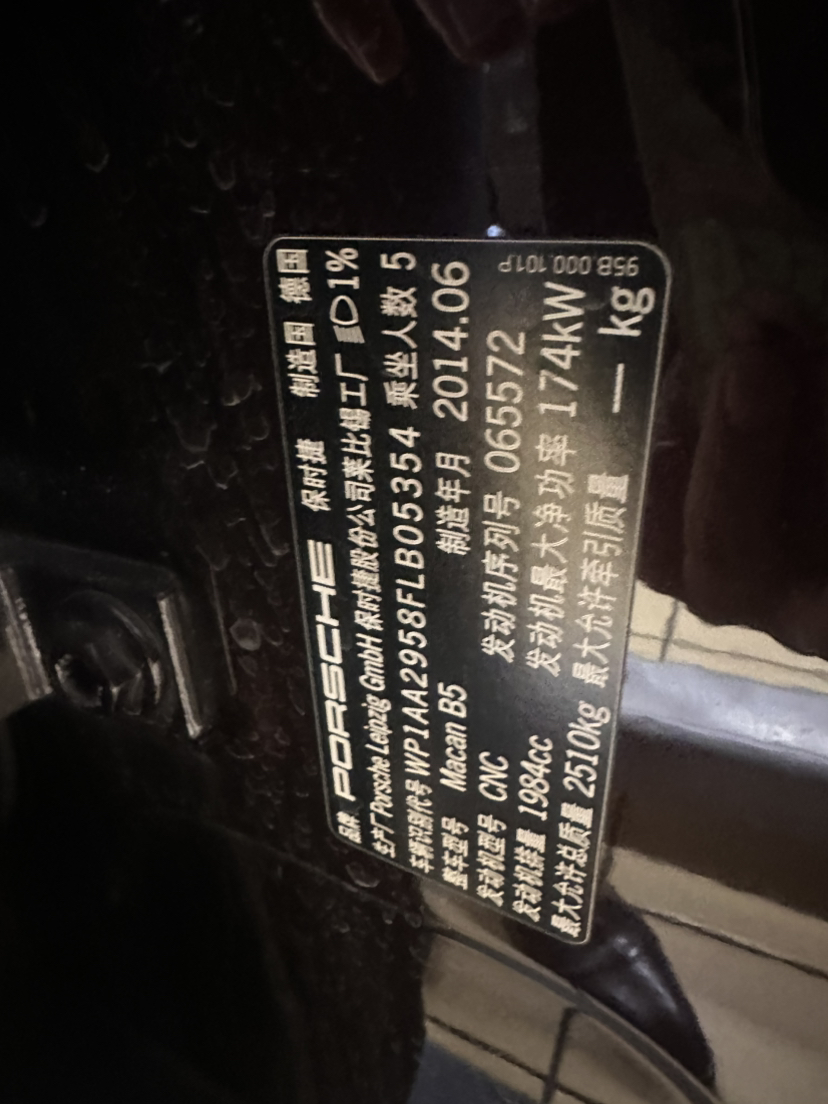 品牌 PORSCHE 保时捷 制造国 德国
生产厂 Porsche Leipzig GmbH 保时捷股份公司莱比锡工厂 1%
车辆识别代号 WP1AA2958FLB05354 乘坐人数 5
整车型号 Macan B5 制造年月 2014.06
发动机型号 CNC 发动机序列号 065572
发动机排量 1984cc 发动机最大净功率 174kW
最大允许总质量 2510kg 最大允许牵引质量 — kg
95B.000.101P